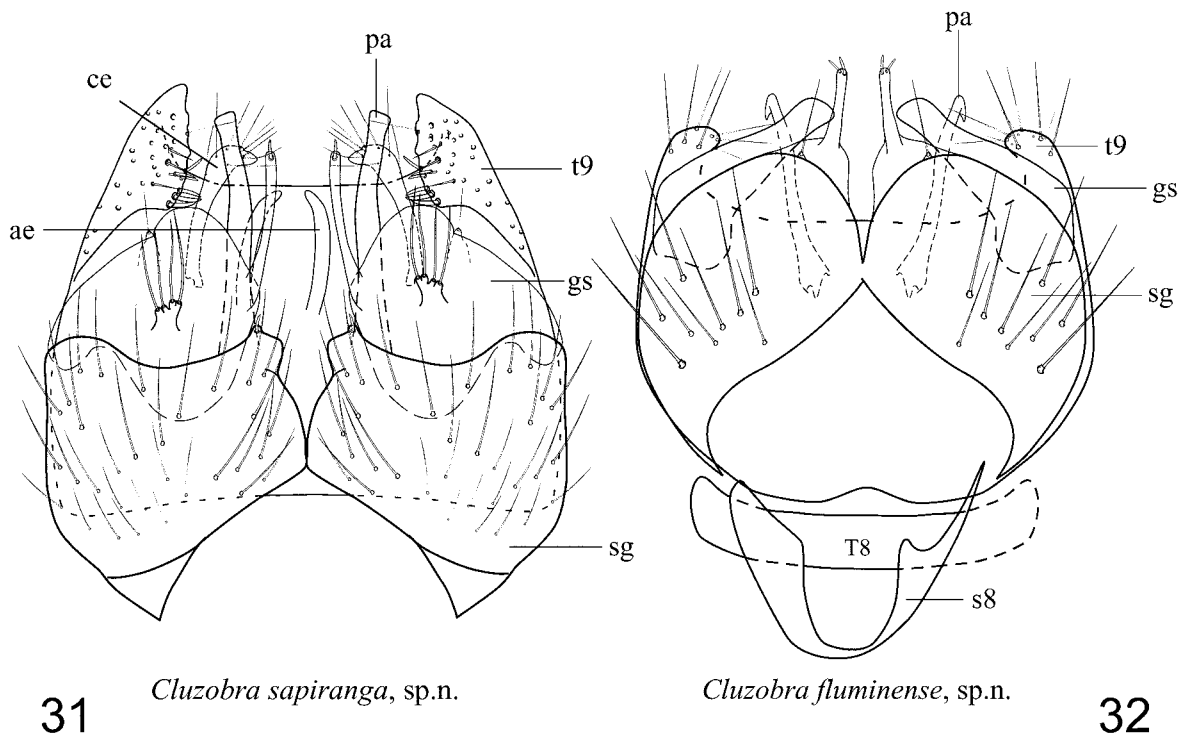 pa
ce
t9
ae
gs
sg
Cluzobra sapiranga, sp.n.
31
pa
t9
gs
sg
T8
s8
Cluzobra fluminense, sp.n.
32